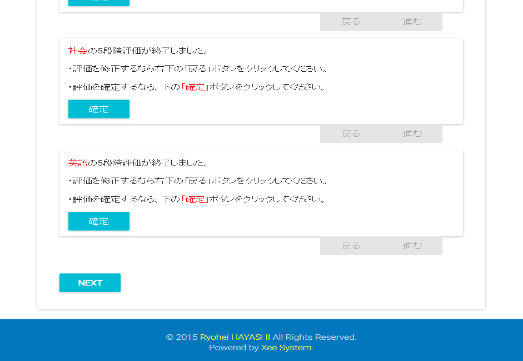 戻る 進む
社会の5段階評価が終了しました。
・評価を修正するなら右下の「戻る」ボタンをクリックしてください。
・評価を確定するなら、下の「確定」ボタンをクリックしてください。
確定
戻る 進む
英語の5段階評価が終了しました。
・評価を修正するなら右下の「戻る」ボタンをクリックしてください。
・評価を確定するなら、下の「確定」ボタンをクリックしてください。
確定
戻る 進む
NEXT
© 2015 Ryohei HAYASHI All Rights Reserved.
Powered by Xee System.